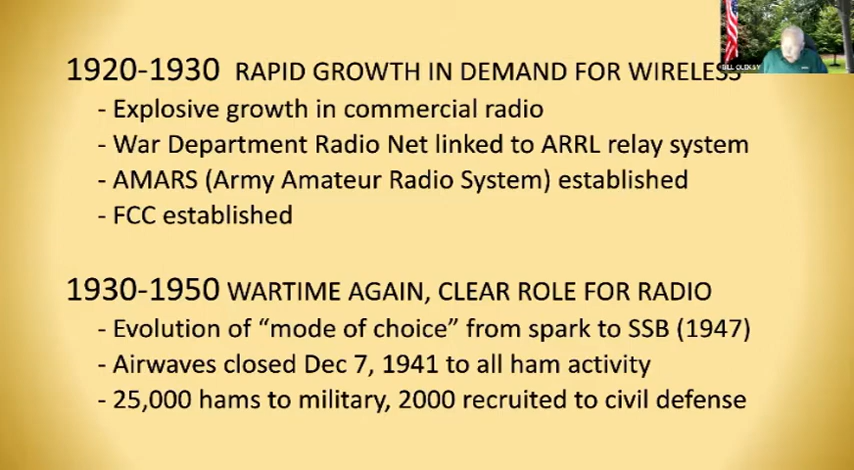 1920-1930 RAPID GROWTH IN DEMAND FOR WIRELESS
- Explosive growth in commercial radio
- War Department Radio Net linked to ARRL relay system
- AMARS (Army Amateur Radio System) established
- FCC established
1930-1950 WARTIME AGAIN, CLEAR ROLE FOR RADIO
- Evolution of “mode of choice” from spark to SSB (1947)
- Airwaves closed Dec 7, 1941 to all ham activity
- 25,000 hams to military, 2000 recruited to civil defense